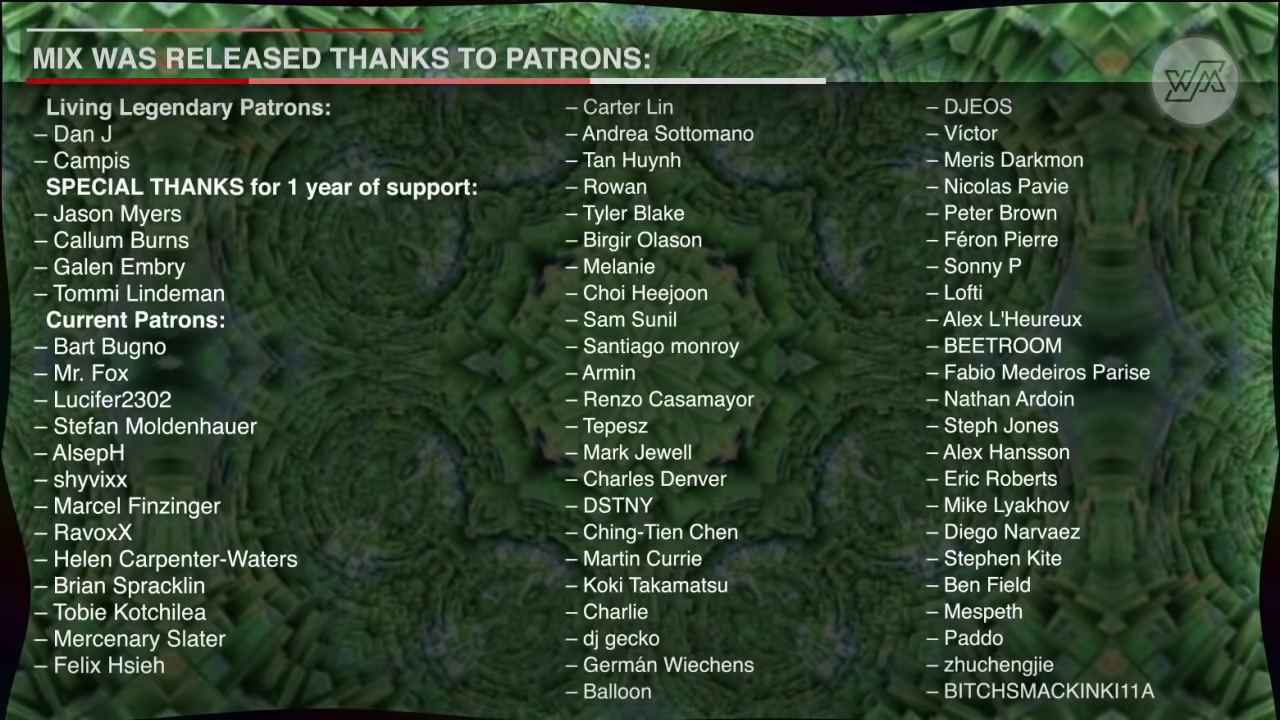 MIX WAS RELEASED THANKS TO PATRONS:
WM
Living Legendary Patrons:
– Dan J
– Campis
SPECIAL THANKS for 1 year of support:
– Jason Myers
– Callum Burns
– Galen Embry
– Tommi Lindeman
Current Patrons:
– Bart Bugno
– Mr. Fox
– Lucifer2302
– Stefan Moldenhauer
– AlsepH
– shyvixx
– Marcel Finzinger
– RavoxX
– Helen Carpenter-Waters
– Brian Spracklin
– Tobie Kotchilea
– Mercenary Slater
– Felix Hsieh
– Carter Lin
– Andrea Sottomano
– Tan Huynh
– Rowan
– Tyler Blake
– Birgir Olason
– Melanie
– Choi Heejoon
– Sam Sunil
– Santiago monroy
– Armin
– Renzo Casamayor
– Tepesz
– Mark Jewell
– Charles Denver
– DSTNY
– Ching-Tien Chen
– Martin Currie
– Koki Takamatsu
– Charlie
– dj gecko
– Germán Wiechens
– Balloon
– DJEOS
– Víctor
– Meris Darkmon
– Nicolas Pavie
– Peter Brown
– Féron Pierre
– Sonny P
– Lofti
– Alex L'Heureux
– BEETROOM
– Fabio Medeiros Parise
– Nathan Ardoin
– Steph Jones
– Alex Hansson
– Eric Roberts
– Mike Lyakhov
– Diego Narvaez
– Stephen Kite
– Ben Field
– Mespeth
– Paddo
– zhuchengjie
– BITCHSMACKINKI11A